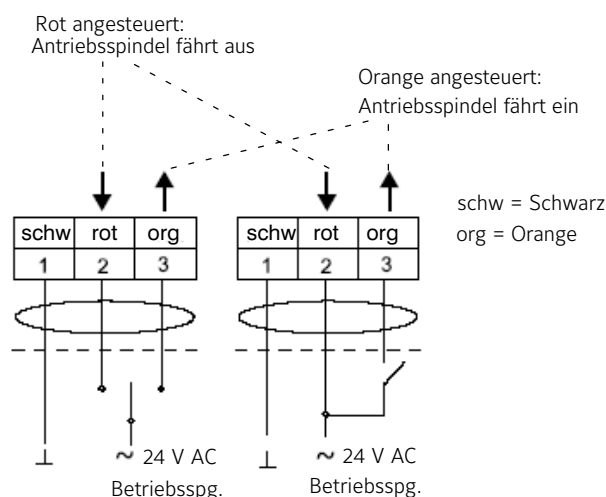 Rot angesteuert:
Antriebsspindel fährt aus
Orange angesteuert:
Antriebsspindel fährt ein
schw = Schwarz
org = Orange
schw rot org
1 2 3
schw rot org
1 2 3
~ 24 V AC
Betriebsspg.
~ 24 V AC
Betriebsspg.